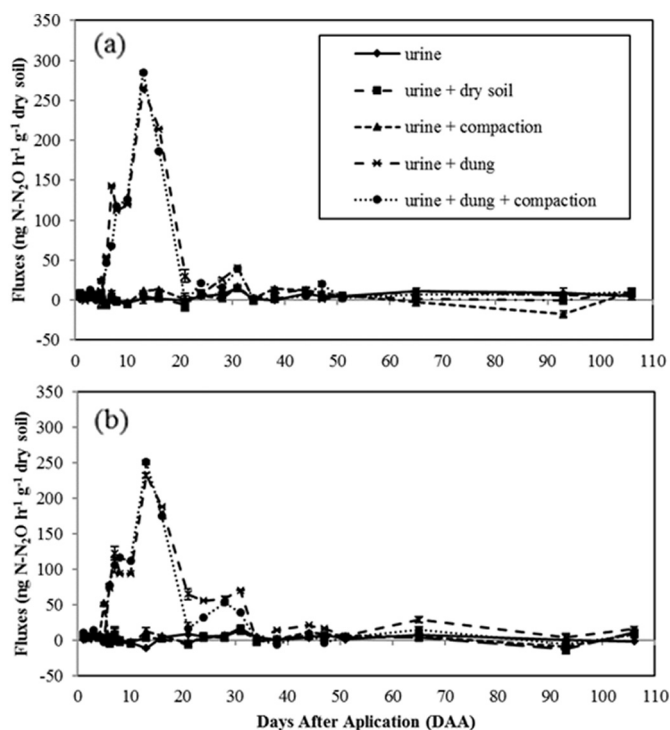 350
300
250
200
150
100
50
0
-50
Fluxes (ng N-N₂O h⁻¹ g⁻¹ dry soil)
(a)
urine
urine + dry soil
urine + compaction
urine + dung
urine + dung + compaction
0 10 20 30 40 50 60 70 80 90 100 110
350
300
250
200
150
100
50
0
-50
Fluxes (ng N-N₂O h⁻¹ g⁻¹ dry soil)
(b)
0 10 20 30 40 50 60 70 80 90 100 110
Days After Aplication (DAA)